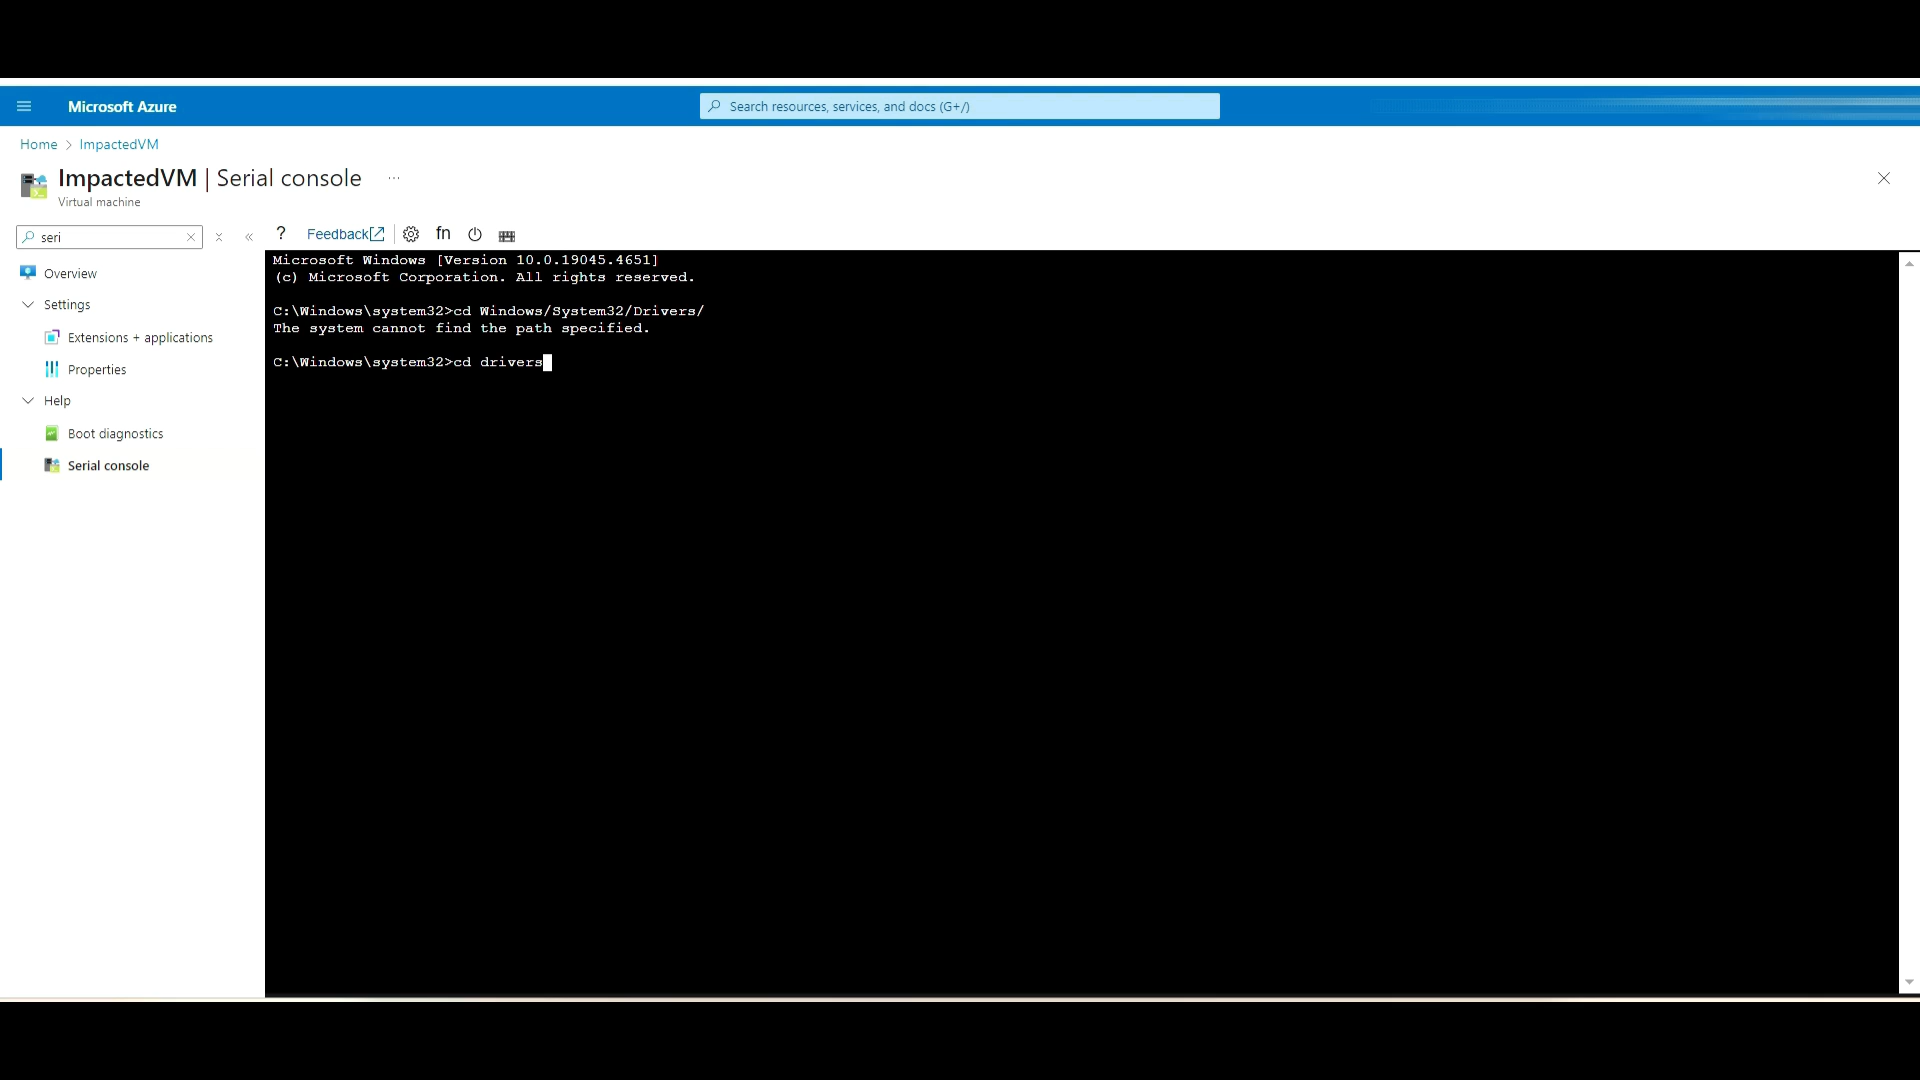 Microsoft Azure
Search resources, services, and docs (G+/)
Home > ImpactedVM
ImpactedVM | Serial console ...
Virtual machine
seri
? Feedback fn
Overview
Settings
Extensions + applications
Properties
Help
Boot diagnostics
Serial console
Microsoft Windows [Version 10.0.19045.4651]
(c) Microsoft Corporation. All rights reserved.
C:\Windows\system32>cd Windows/System32/Drivers/
The system cannot find the path specified.
C:\Windows\system32>cd drivers